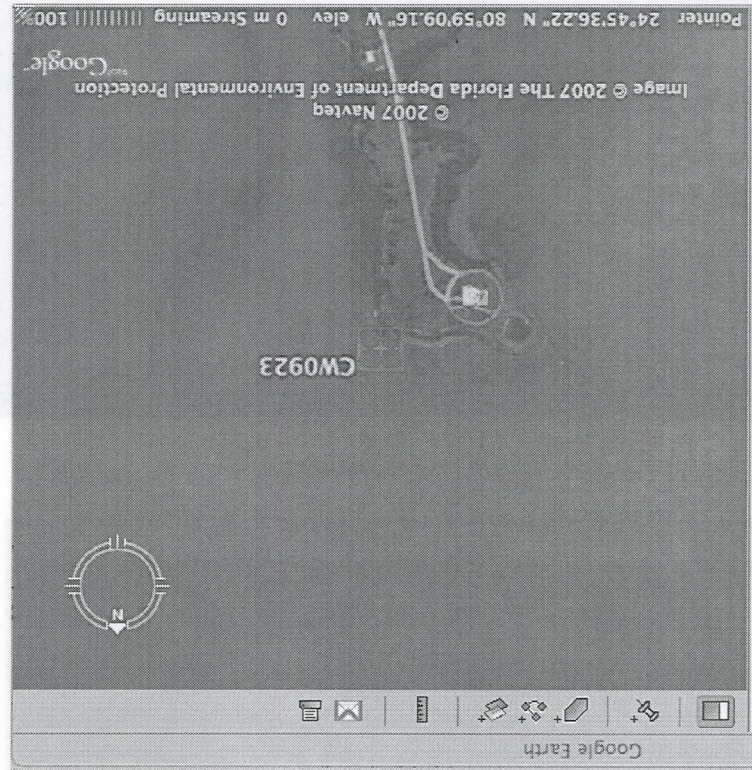 Google Earth
N
CW0923
© 2007 Navteq
Image © 2007 The Florida Department of Environmental Protection
Google
Pointer 24°45'36.22" N 80°59'09.16" W elev 0 m Streaming |||||||||| 100%